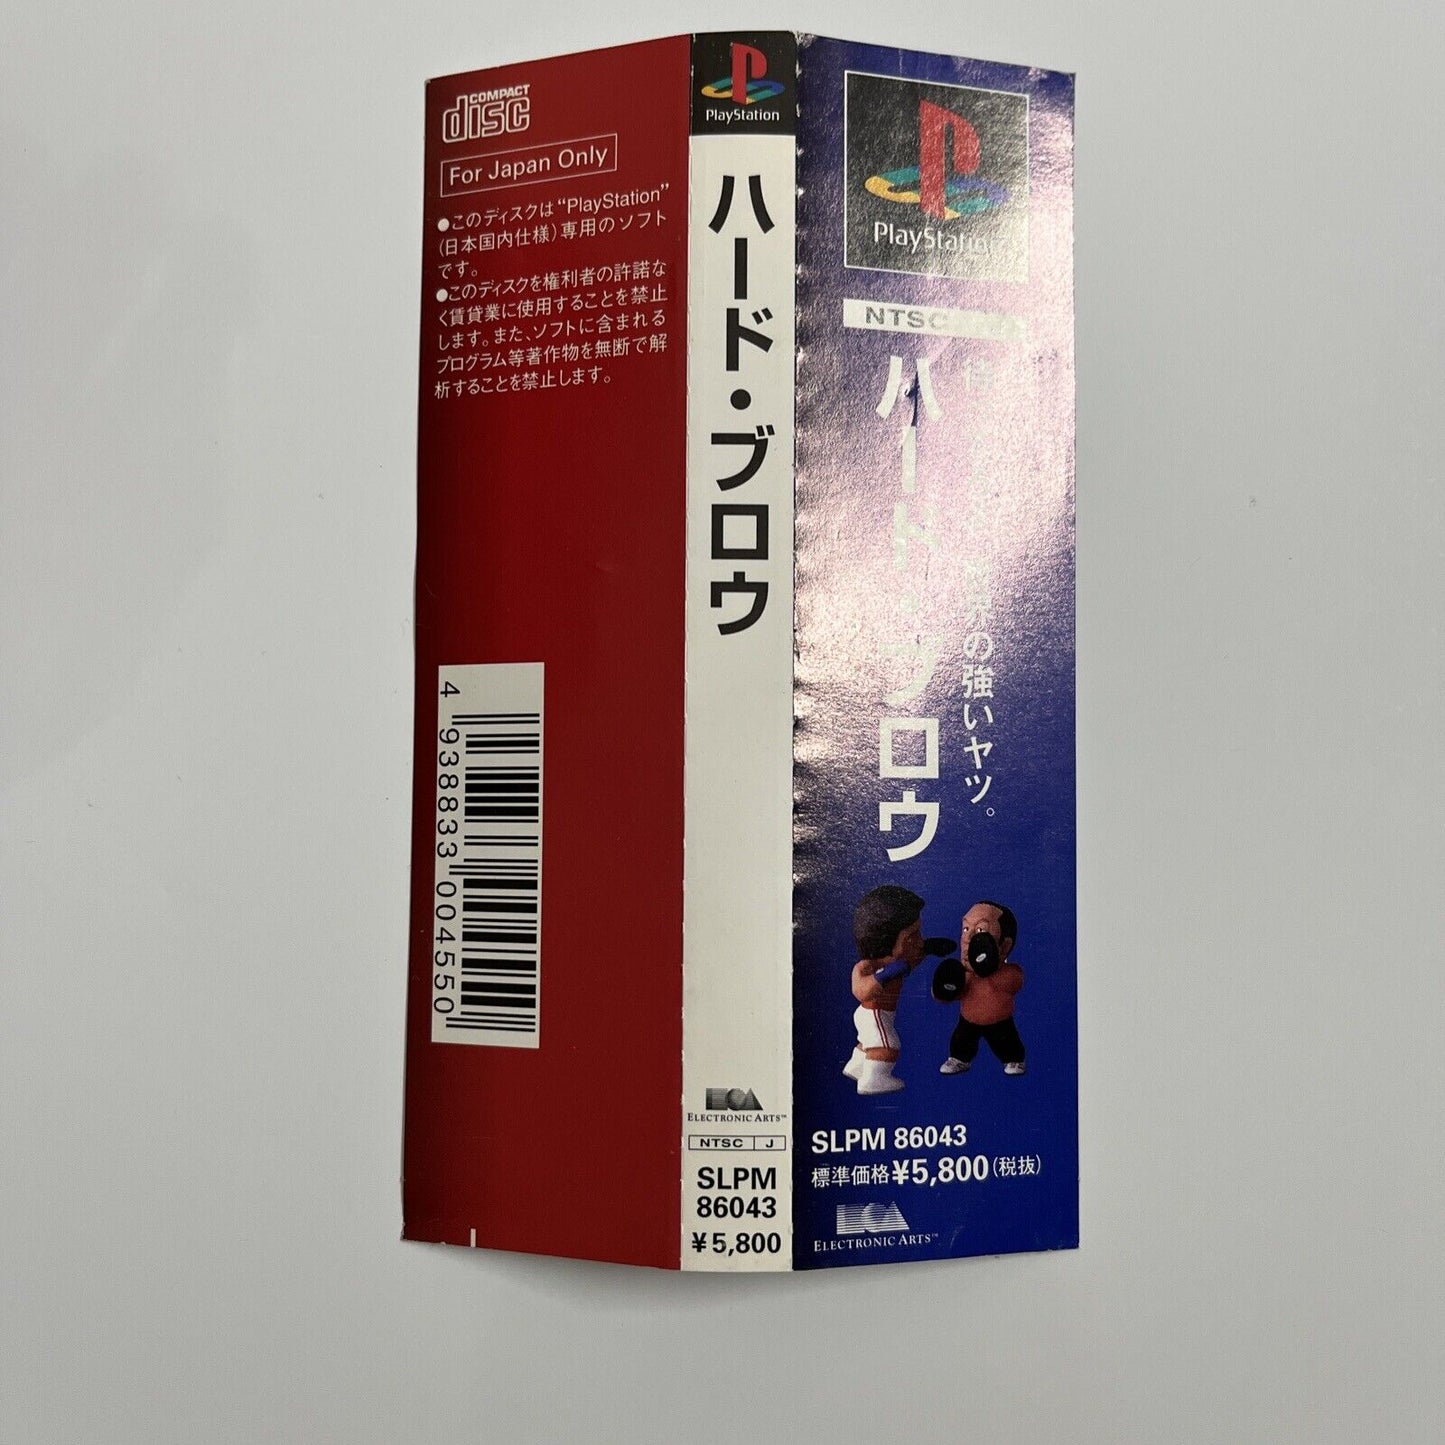 COMPACT
disc
For Japan Only
●このディスクは“PlayStation”
(日本国内仕様)専用のソフト
です。
●このディスクを権利者の許諾な
く賃貸業に使用することを禁止
します。また、ソフトに含まれる
プログラム等著作物を無断で解
析することを禁止します。
4 938833 004550
PlayStation
ハード・ブロウ
ELECTRONIC ARTS™
NTSC J
SLPM
86043
¥5,800
PlayStation
NTSC
ハード・ブロウ
の強いヤツ。
SLPM 86043
標準価格¥5,800(税抜)
ELECTRONIC ARTS™